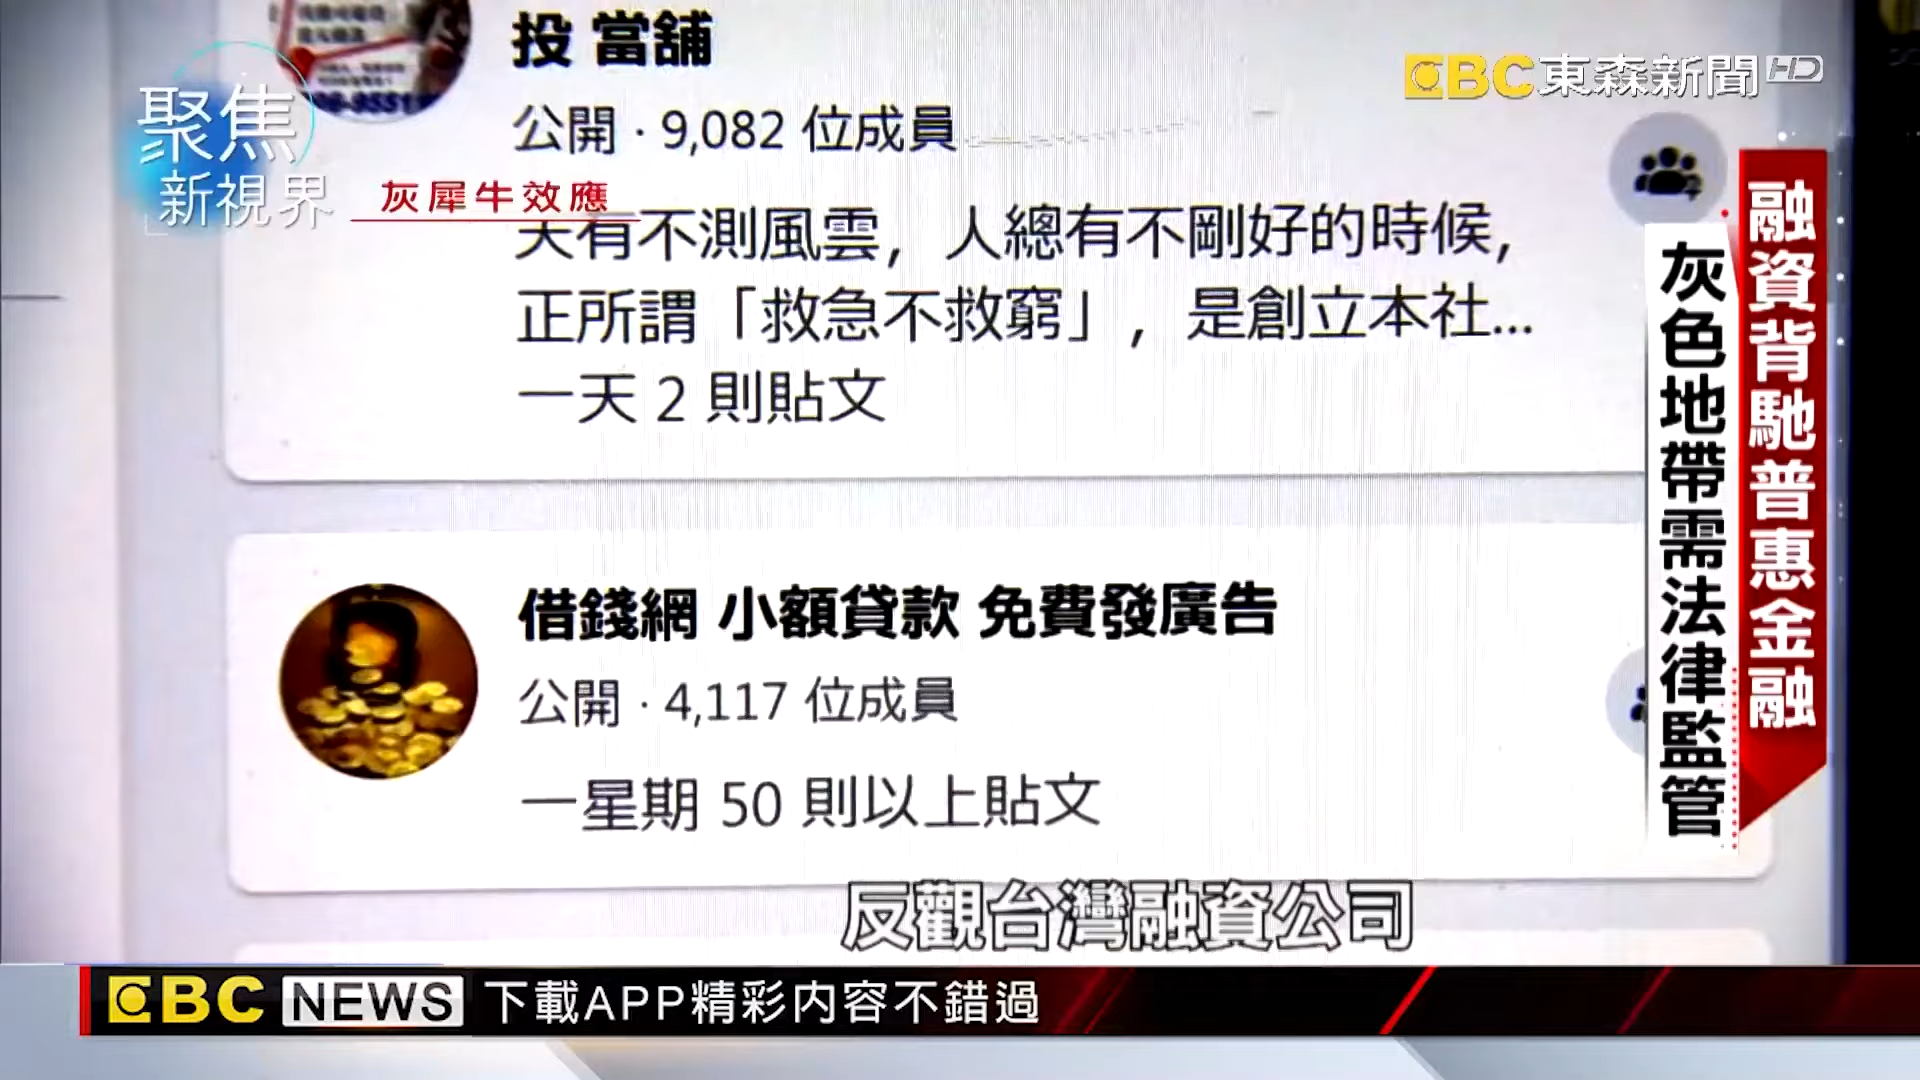 投 當舖
公開 · 9,082 位成員
天有不測風雲，人總有不剛好的時候，
正所謂「救急不救窮」，是創立本社...
一天 2 則貼文
聚焦
新視界
灰犀牛效應
EBC東森新聞HD
融資背馳普惠金融
灰色地帶需法律監管
借錢網 小額貸款 免費發廣告
公開 · 4,117 位成員
一星期 50 則以上貼文
反觀台灣融資公司
EBC NEWS 下載APP精彩內容不錯過